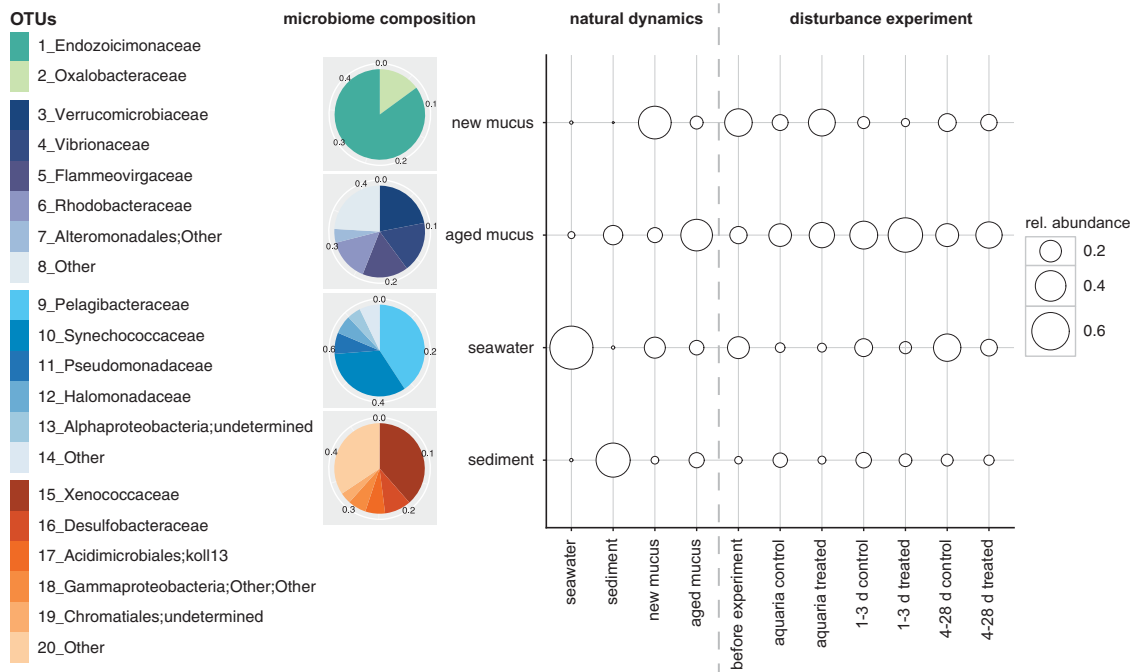 OTUs
microbiome composition
natural dynamics
disturbance experiment
1_Endozoicimonaceae
2_Oxalobacteraceae
3_Verrucomicrobiaceae
4_Vibrionaceae
5_Flammeovirgaceae
6_Rhodobacteraceae
7_Alteromonadales;Other
8_Other
9_Pelagibacteraceae
10_Synechococcaceae
11_Pseudomonadaceae
12_Halomonadaceae
13_Alphaproteobacteria;undetermined
14_Other
15_Xenococcaceae
16_Desulfobacteraceae
17_Acidimicrobiales;koll13
18_Gammaproteobacteria;Other;Other
19_Chromatiales;undetermined
20_Other
0.0
0.1
0.2
0.3
0.4
0.0
0.1
0.2
0.3
0.4
0.0
0.2
0.4
0.6
0.0
0.1
0.2
0.3
0.4
new mucus
aged mucus
seawater
sediment
seawater
sediment
new mucus
aged mucus
before experiment
aquaria control
aquaria treated
1-3 d control
1-3 d treated
4-28 d control
4-28 d treated
rel. abundance
0.2
0.4
0.6